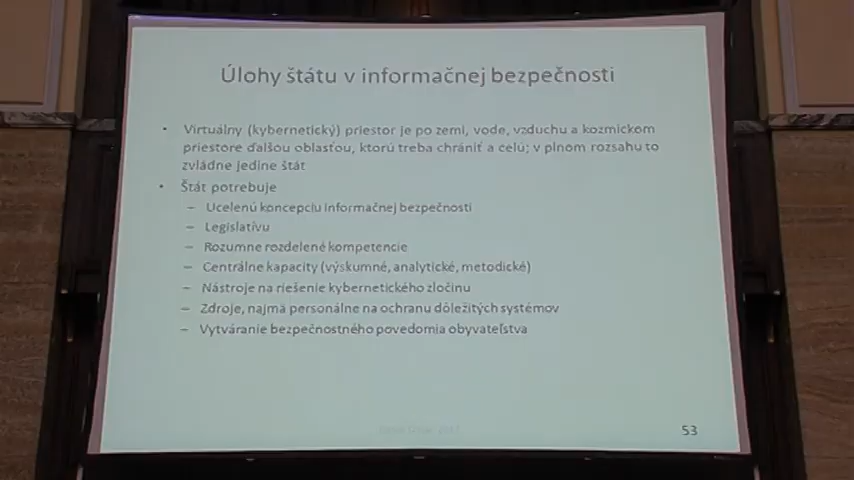 Úlohy štátu v informačnej bezpečnosti
• Virtuálny (kybernetický) priestor je po zemi, vode, vzduchu a kozmickom
priestore ďalšou oblasťou, ktorú treba chrániť a celú; v plnom rozsahu to
zvládne jedine štát
• Štát potrebuje
– Ucelenú koncepciu informačnej bezpečnosti
– Legislatívu
– Rozumne rozdelené kompetencie
– Centrálne kapacity (výskumné, analytické, metodické)
– Nástroje na riešenie kybernetického zločinu
– Zdroje, najmä personálne na ochranu dôležitých systémov
– Vytváranie bezpečnostného povedomia obyvateľstva
53